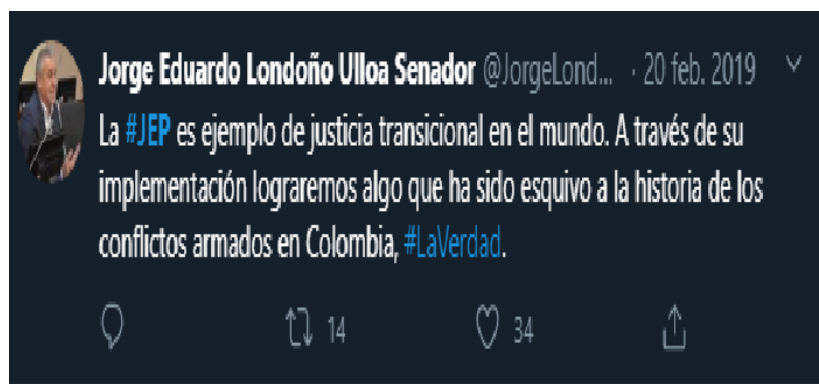 Jorge Eduardo Londoño Ulloa Senador @JorgeLond... · 20 feb. 2019
La #JEP es ejemplo de justicia transicional en el mundo. A través de su
implementación lograremos algo que ha sido esquivo a la historia de los
conflictos armados en Colombia, #LaVerdad.
14 34